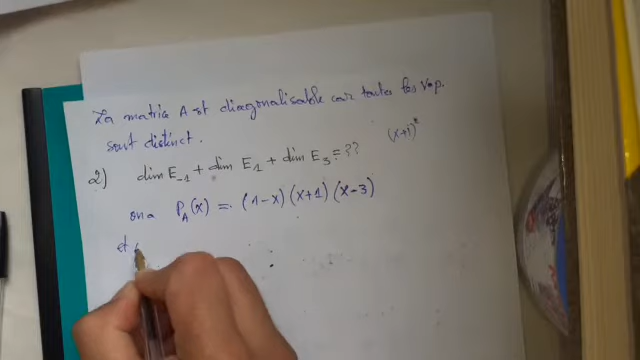 La matrice A st diagonalisable car toutes les v.p.
sont distinct.
(x+1)²
2) dim E₋₁ + dim E₁ + dim E₃ = ??
on a P_A(x) = (1-x)(x+1)(x-3)
et